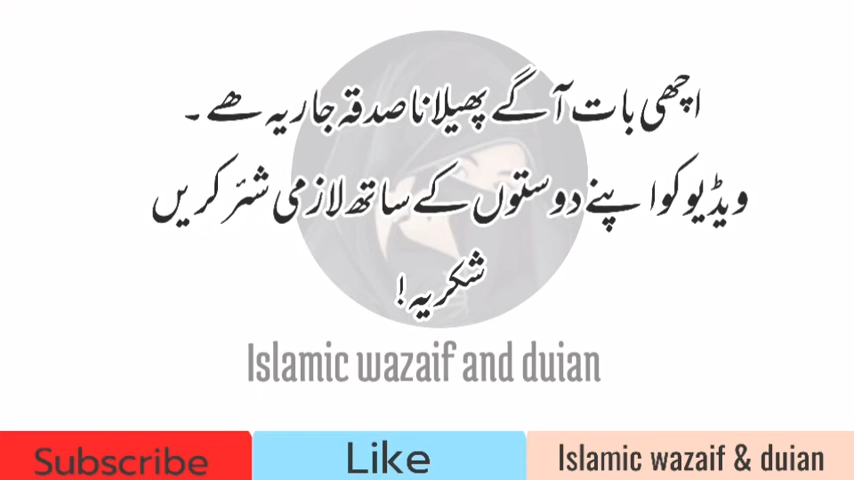 اچھی بات آگے پھیلانا صدقہ جاریہ ھے ۔
ویڈیو کو اپنے دوستوں کے ساتھ لازمی شئر کریں
شکریہ !
Islamic wazaif and duian
Subscribe
Like
Islamic wazaif & duian